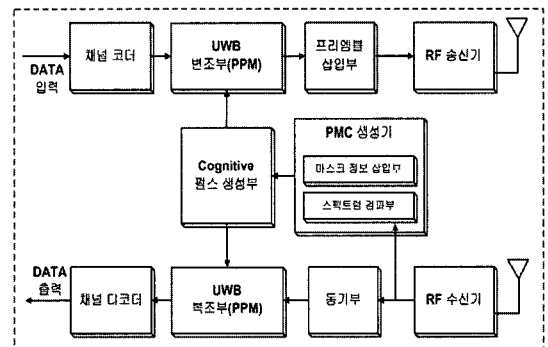 채널 코더
UWB
변조부(PPM)
프리엠블
삽입부
RF 송신기
DATA
입력
PMC 생성기
마스크 정보 삽입부
스펙트럼 검파부
Cognitive
펄스 생성부
DATA
출력
채널 디코더
UWB
복조부(PPM)
동기부
RF 수신기